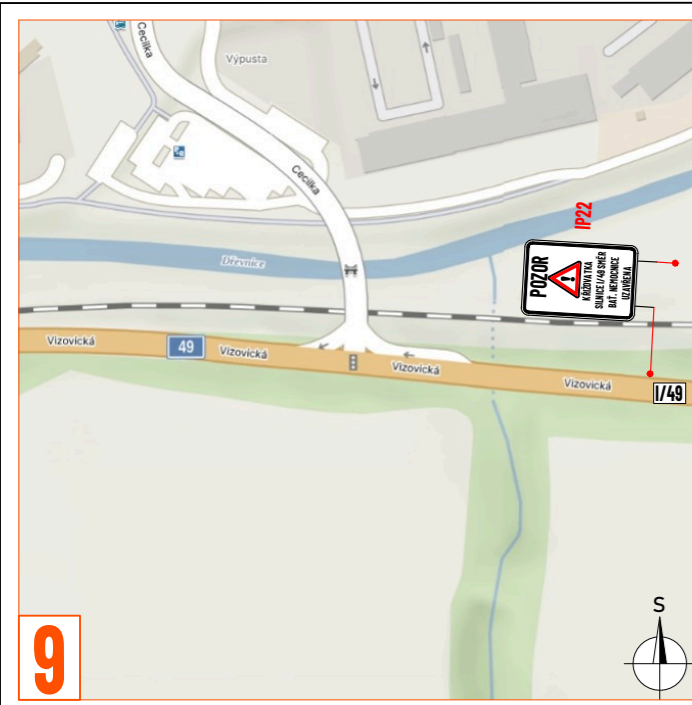 Cecilka
Výpusta
Cecilka
IP22
Dřevnice
POZOR
KŘIŽOVATKA
SILNICE I/49 SMĚR
BAŤ. NEMOCNICE
UZAVŘENA
Vizovická
49
Vizovická
Vizovická
Vizovická
I/49
9
S